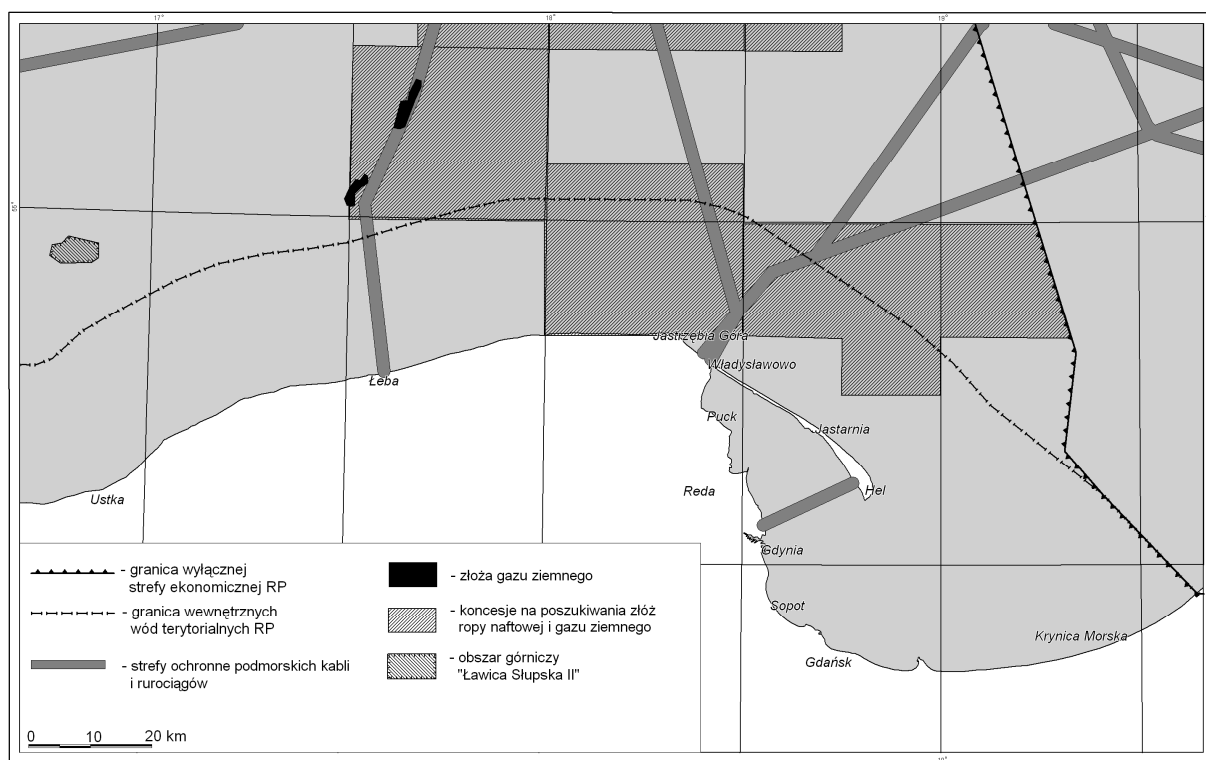 17°
18°
19°
55°
Jastrzębia Góra
Władysławowo
Łeba
Puck
Jastarnia
Ustka
Reda
Hel
Gdynia
Sopot
Krynica Morska
Gdańsk
- granica wyłącznej
strefy ekonomicznej RP
- granica wewnętrznych
wód terytorialnych RP
- strefy ochronne podmorskich kabli
i rurociągów
- złoża gazu ziemnego
- koncesje na poszukiwania złóż
ropy naftowej i gazu ziemnego
- obszar górniczy
"Ławica Słupska II"
0 10 20 km